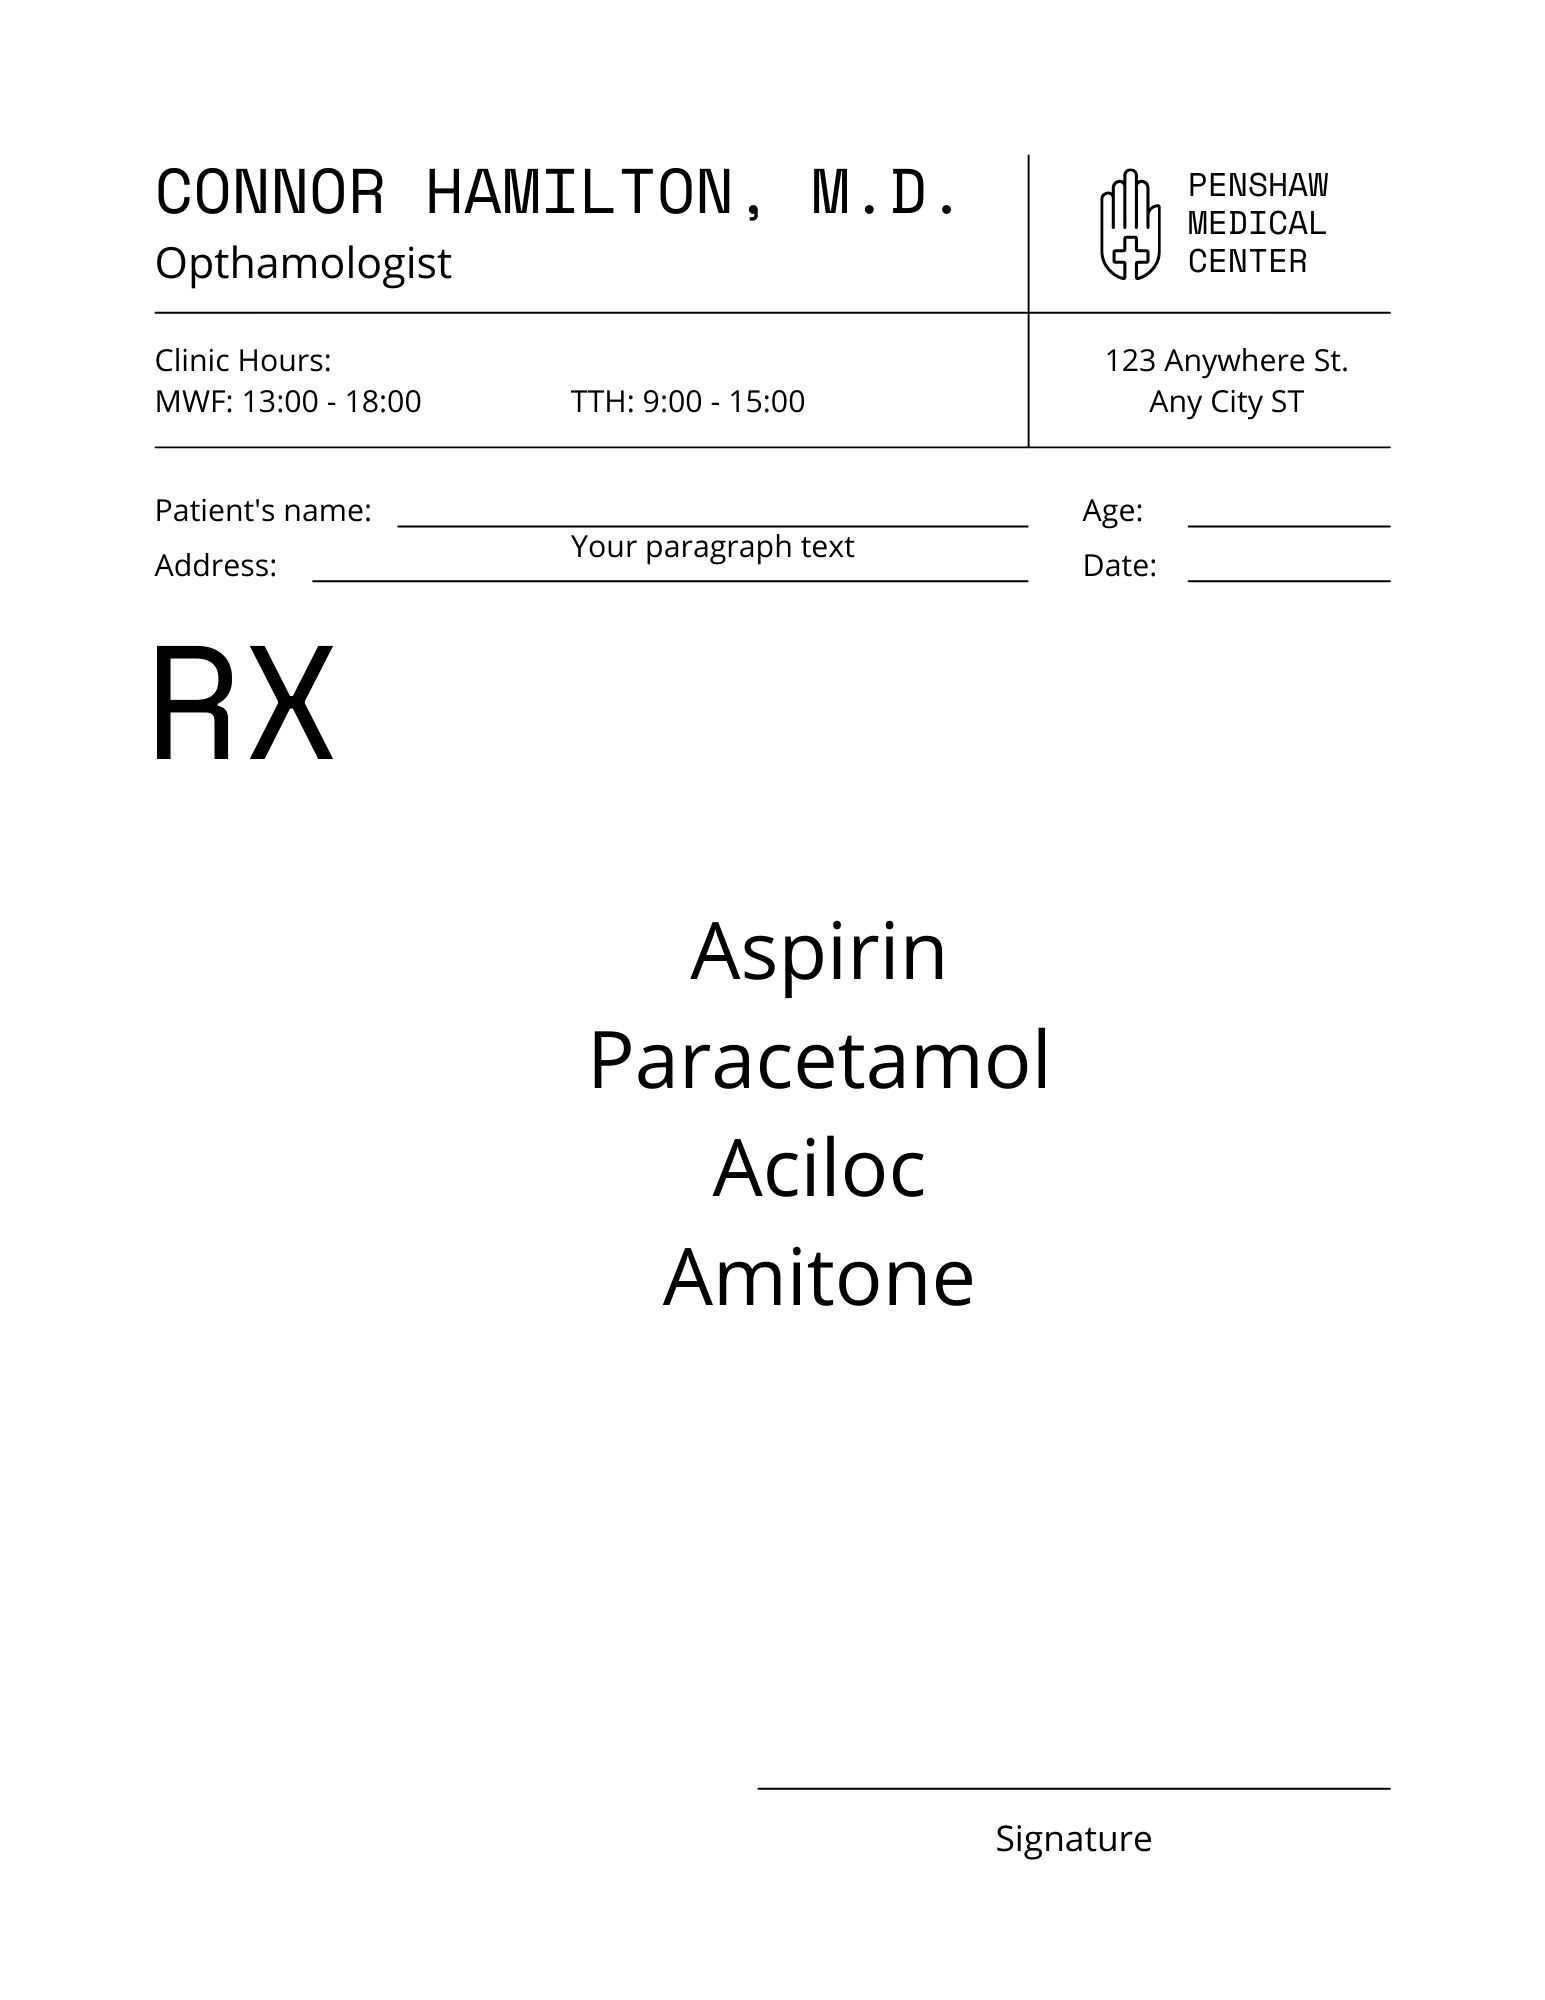 CONNOR HAMILTON, M.D.
Opthamologist
PENSHAW
MEDICAL
CENTER
Clinic Hours:
MWF: 13:00 - 18:00 TTH: 9:00 - 15:00
123 Anywhere St.
Any City ST
Patient's name: Age:
Your paragraph text
Address: Date:
RX
Aspirin
Paracetamol
Aciloc
Amitone
Signature